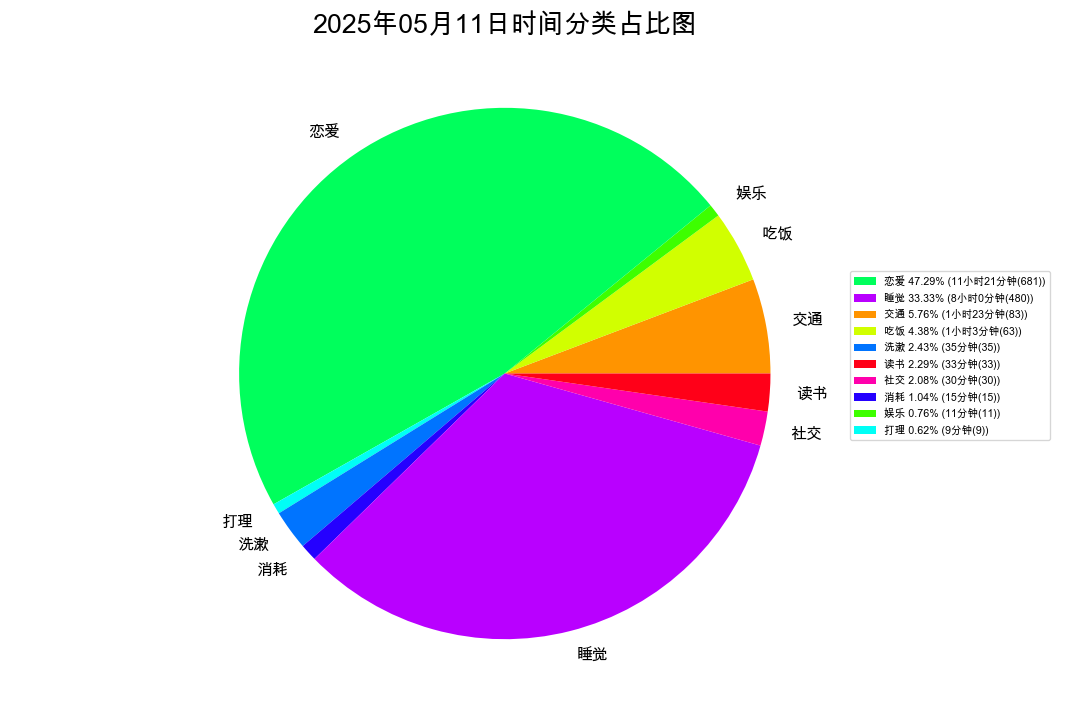 2025年05月11日时间分类占比图
恋爱
娱乐
吃饭
交通
读书
社交
打理
洗漱
消耗
睡觉
恋爱 47.29% (11小时21分钟(681))
睡觉 33.33% (8小时0分钟(480))
交通 5.76% (1小时23分钟(83))
吃饭 4.38% (1小时3分钟(63))
洗漱 2.43% (35分钟(35))
读书 2.29% (33分钟(33))
社交 2.08% (30分钟(30))
消耗 1.04% (15分钟(15))
娱乐 0.76% (11分钟(11))
打理 0.62% (9分钟(9))